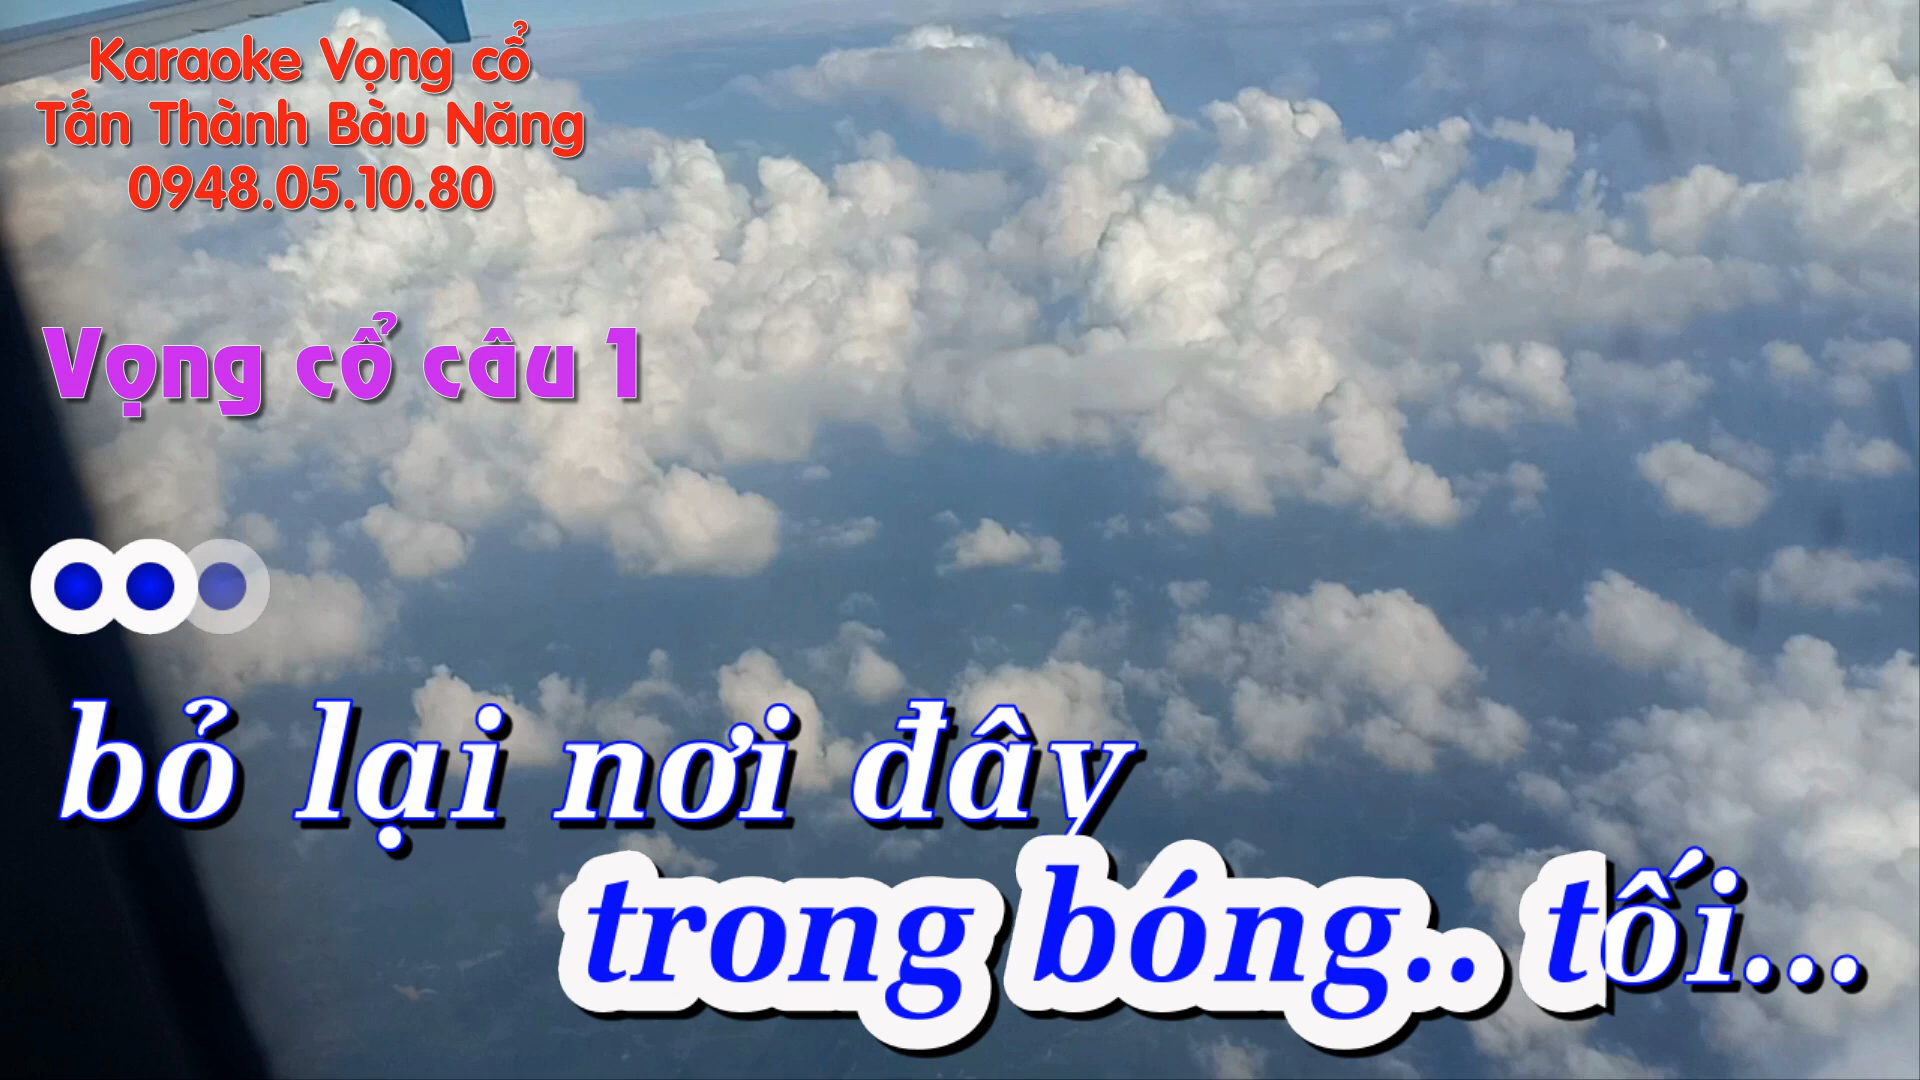 Karaoke Vọng cổ
Tấn Thành Bàu Năng
0948.05.10.80
Vọng cổ câu 1
bỏ lại nơi đây
trong bóng.. tối...